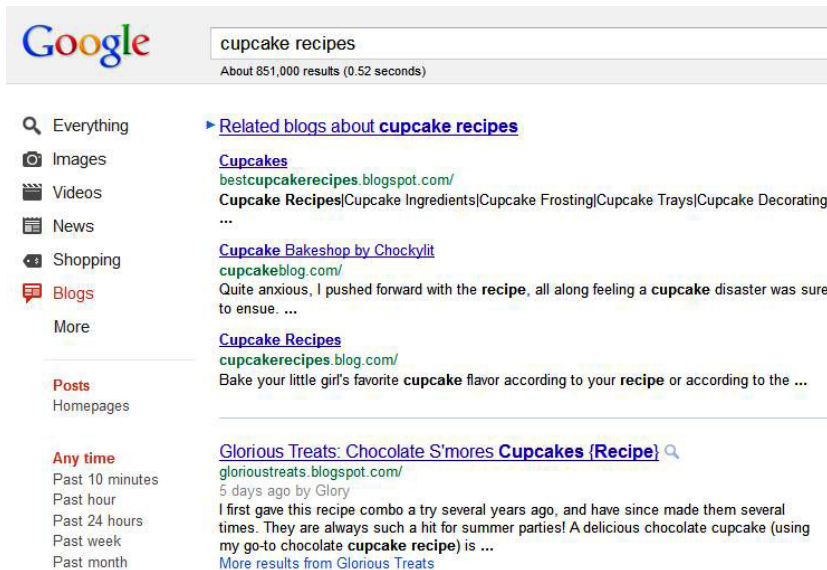 Google
cupcake recipes
About 851,000 results (0.52 seconds)
Everything
Images
Videos
News
Shopping
Blogs
More
Posts
Homepages
Any time
Past 10 minutes
Past hour
Past 24 hours
Past week
Past month
Related blogs about cupcake recipes
Cupcakes
bestcupcakerecipes.blogspot.com/
Cupcake Recipes|Cupcake Ingredients|Cupcake Frosting|Cupcake Trays|Cupcake Decorating
...
Cupcake Bakeshop by Chockylit
cupcakeblog.com/
Quite anxious, I pushed forward with the recipe, all along feeling a cupcake disaster was sure
to ensue. ...
Cupcake Recipes
cupcakerecipes.blog.com/
Bake your little girl's favorite cupcake flavor according to your recipe or according to the ...
Glorious Treats: Chocolate S'mores Cupcakes {Recipe}
glorioustreats.blogspot.com/
5 days ago by Glory
I first gave this recipe combo a try several years ago, and have since made them several
times. They are always such a hit for summer parties! A delicious chocolate cupcake (using
my go-to chocolate cupcake recipe) is ...
More results from Glorious Treats